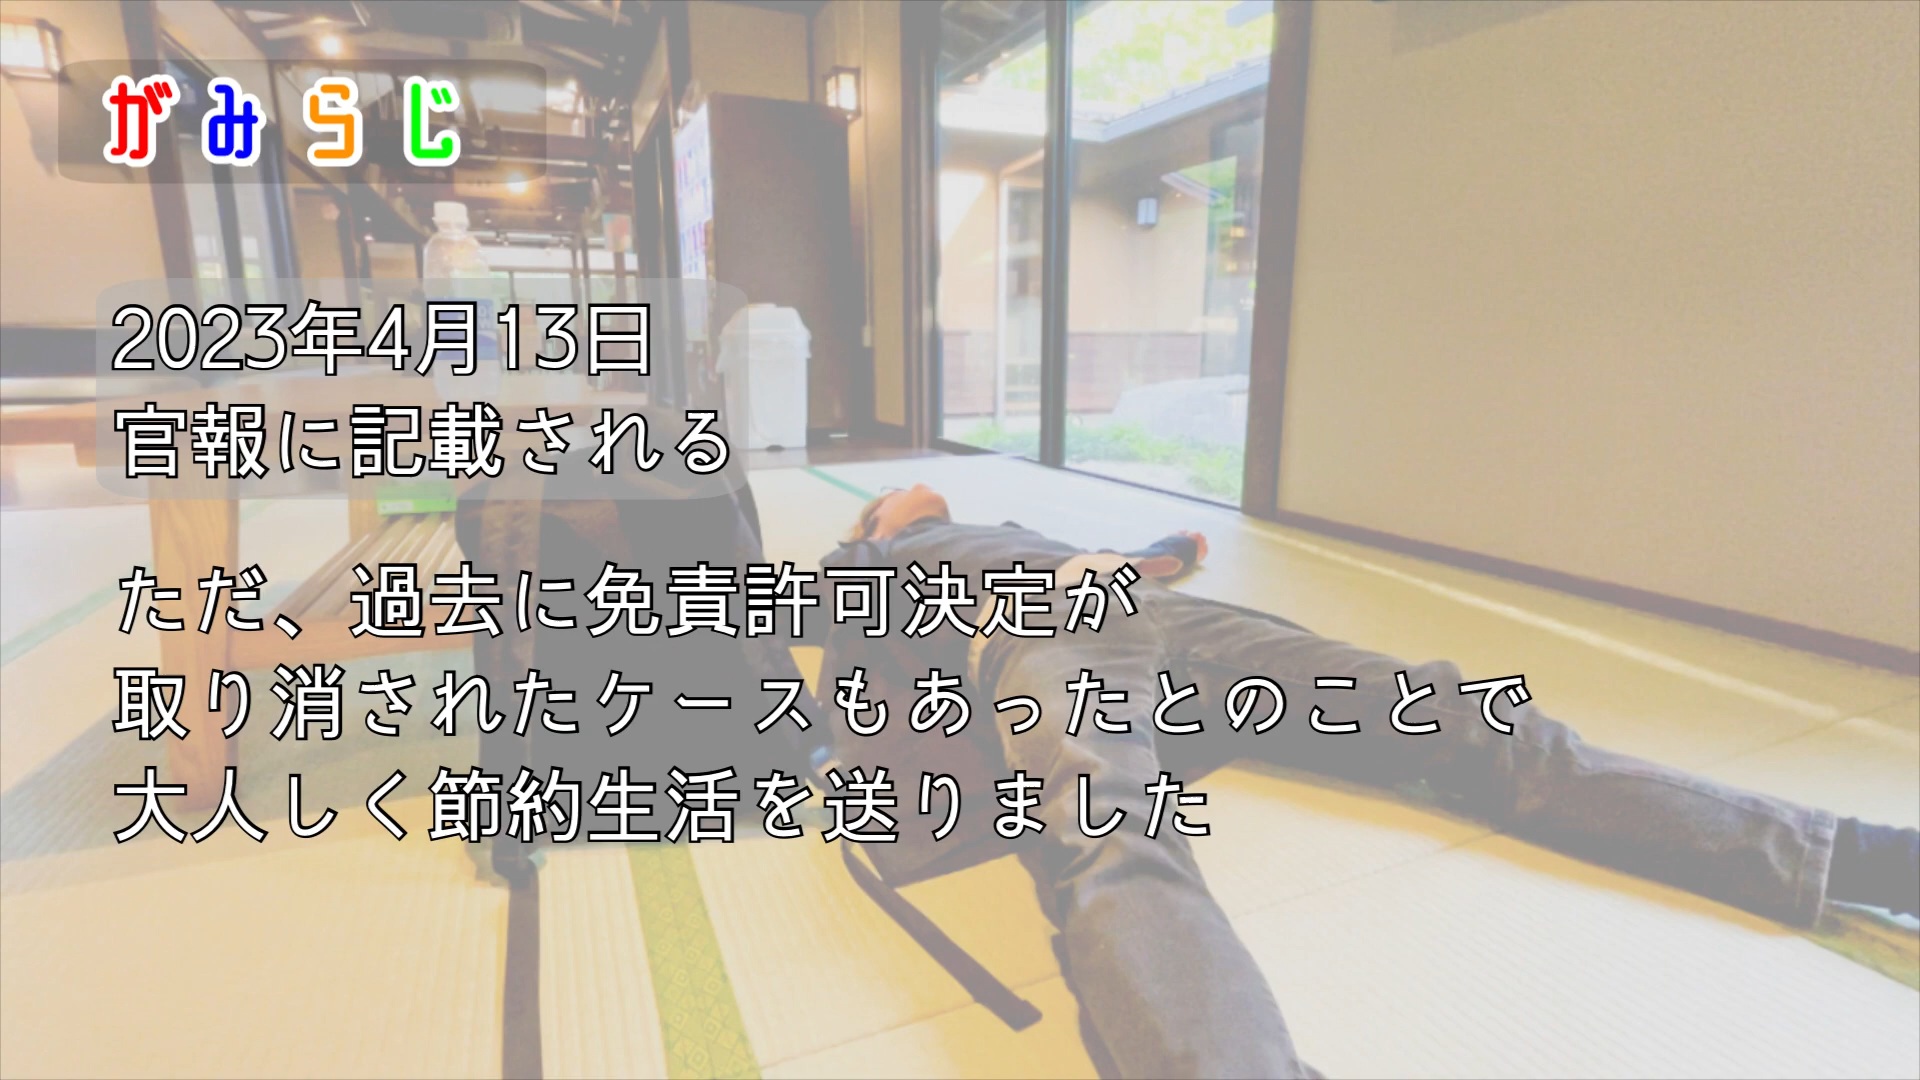 がみらじ
2023年4月13日
官報に記載される
ただ、過去に免責許可決定が
取り消されたケースもあったとのことで
大人しく節約生活を送りました